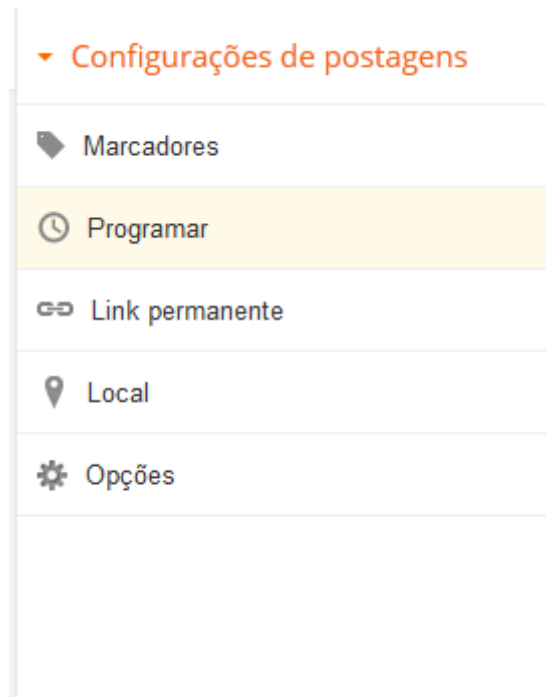 Configurações de postagens
Marcadores
Programar
Link permanente
Local
Opções